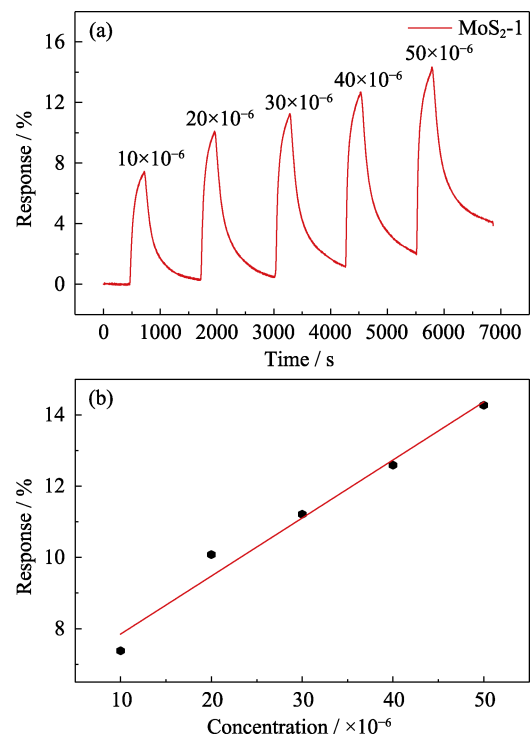 (a)
MoS₂-1
50×10⁻⁶
40×10⁻⁶
30×10⁻⁶
20×10⁻⁶
10×10⁻⁶
16
12
8
4
0
Response / %
0 1000 2000 3000 4000 5000 6000 7000
Time / s
(b)
14
12
10
8
Response / %
10 20 30 40 50
Concentration / ×10⁻⁶